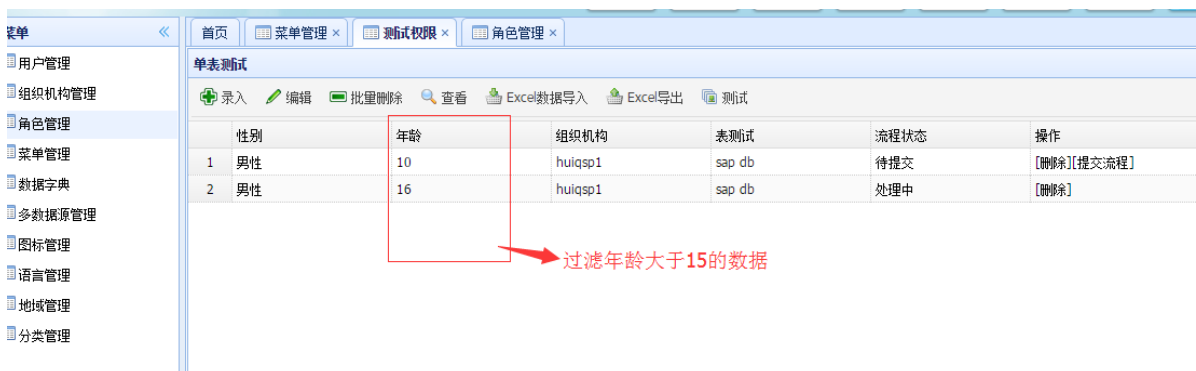 菜单
首页 菜单管理 × 测试权限 × 角色管理 ×
用户管理
组织机构管理
角色管理
菜单管理
数据字典
多数据源管理
图标管理
语言管理
地域管理
分类管理
单表测试
录入 编辑 批量删除 查看 Excel数据导入 Excel导出 测试
性别 年龄 组织机构 表测试 流程状态 操作
1 男性 10 huiqsp1 sap db 待提交 [删除][提交流程]
2 男性 16 huiqsp1 sap db 处理中 [删除]
过滤年龄大于15的数据